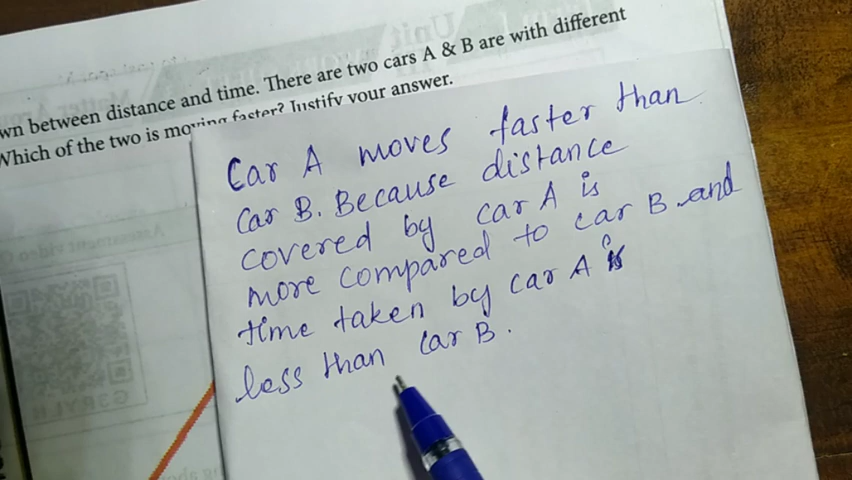 wn between distance and time. There are two cars A & B are with different
Which of the two is moving faster? Justify your answer.
Car A moves faster than
Car B. Because distance
covered by car A is
more compared to car B and
time taken by car A is
less than car B.